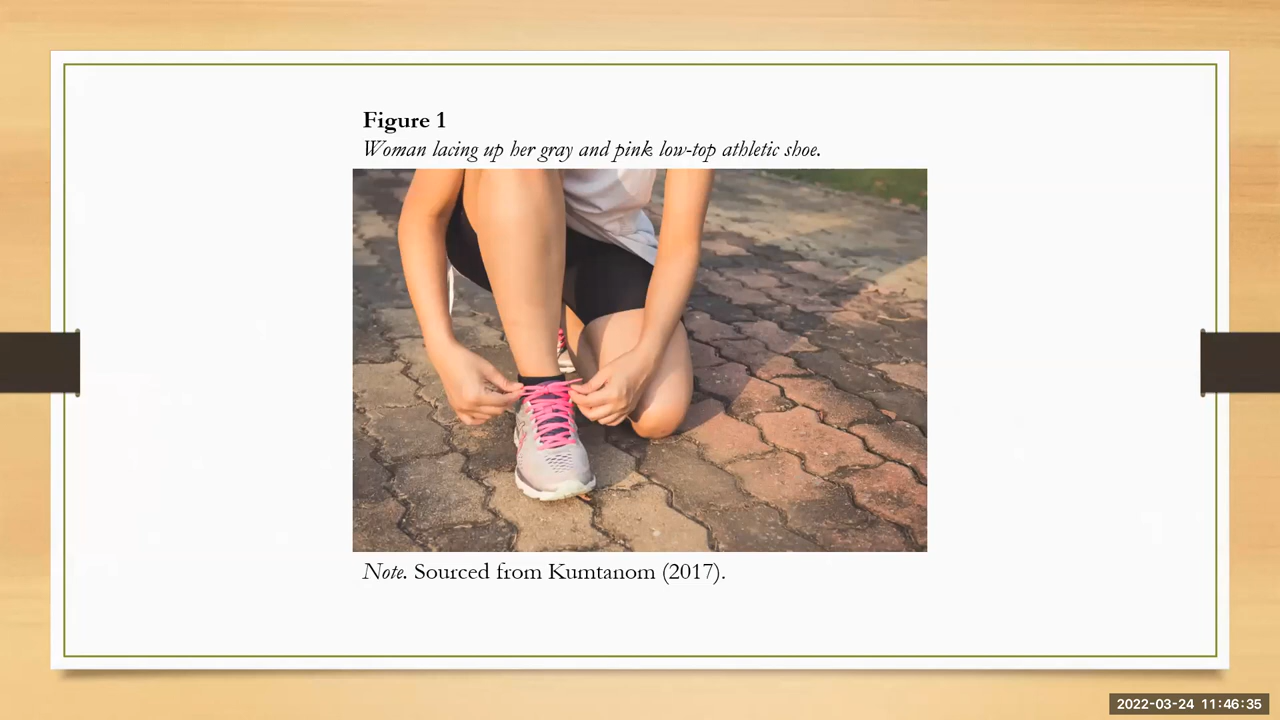 Figure 1
Woman lacing up her gray and pink low-top athletic shoe.
Note. Sourced from Kumtanom (2017).
2022-03-24 11:46:35